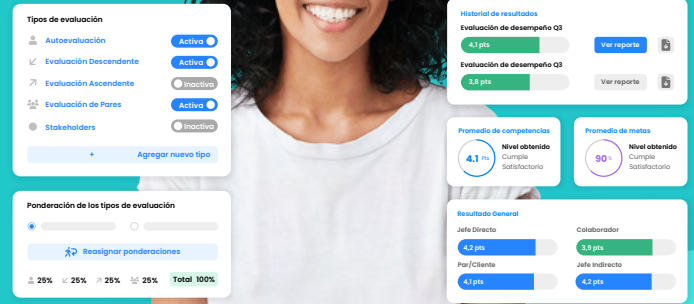 Tipos de evaluación
Autoevaluación
Activa
Evaluación Descendente
Activa
Evaluación Ascendente
Inactiva
Evaluación de Pares
Activa
Stakeholders
Inactiva
+ Agregar nuevo tipo
Ponderación de los tipos de evaluación
Reasignar ponderaciones
25% 25% 25% 25% Total 100%
Historial de resultados
Evaluación de desempeño Q3
4,1 pts
Ver reporte
Evaluación de desempeño Q3
3,8 pts
Ver reporte
Promedio de competencias
4.1 Pts
Nivel obtenido
Cumple
Satisfactorio
Promedio de metas
90%
Nivel obtenido
Cumple
Satisfactorio
Resultado General
Jefe Directo
4,2 pts
Colaborador
3,9 pts
Par/Cliente
4,1 pts
Jefe Indirecto
4,2 pts